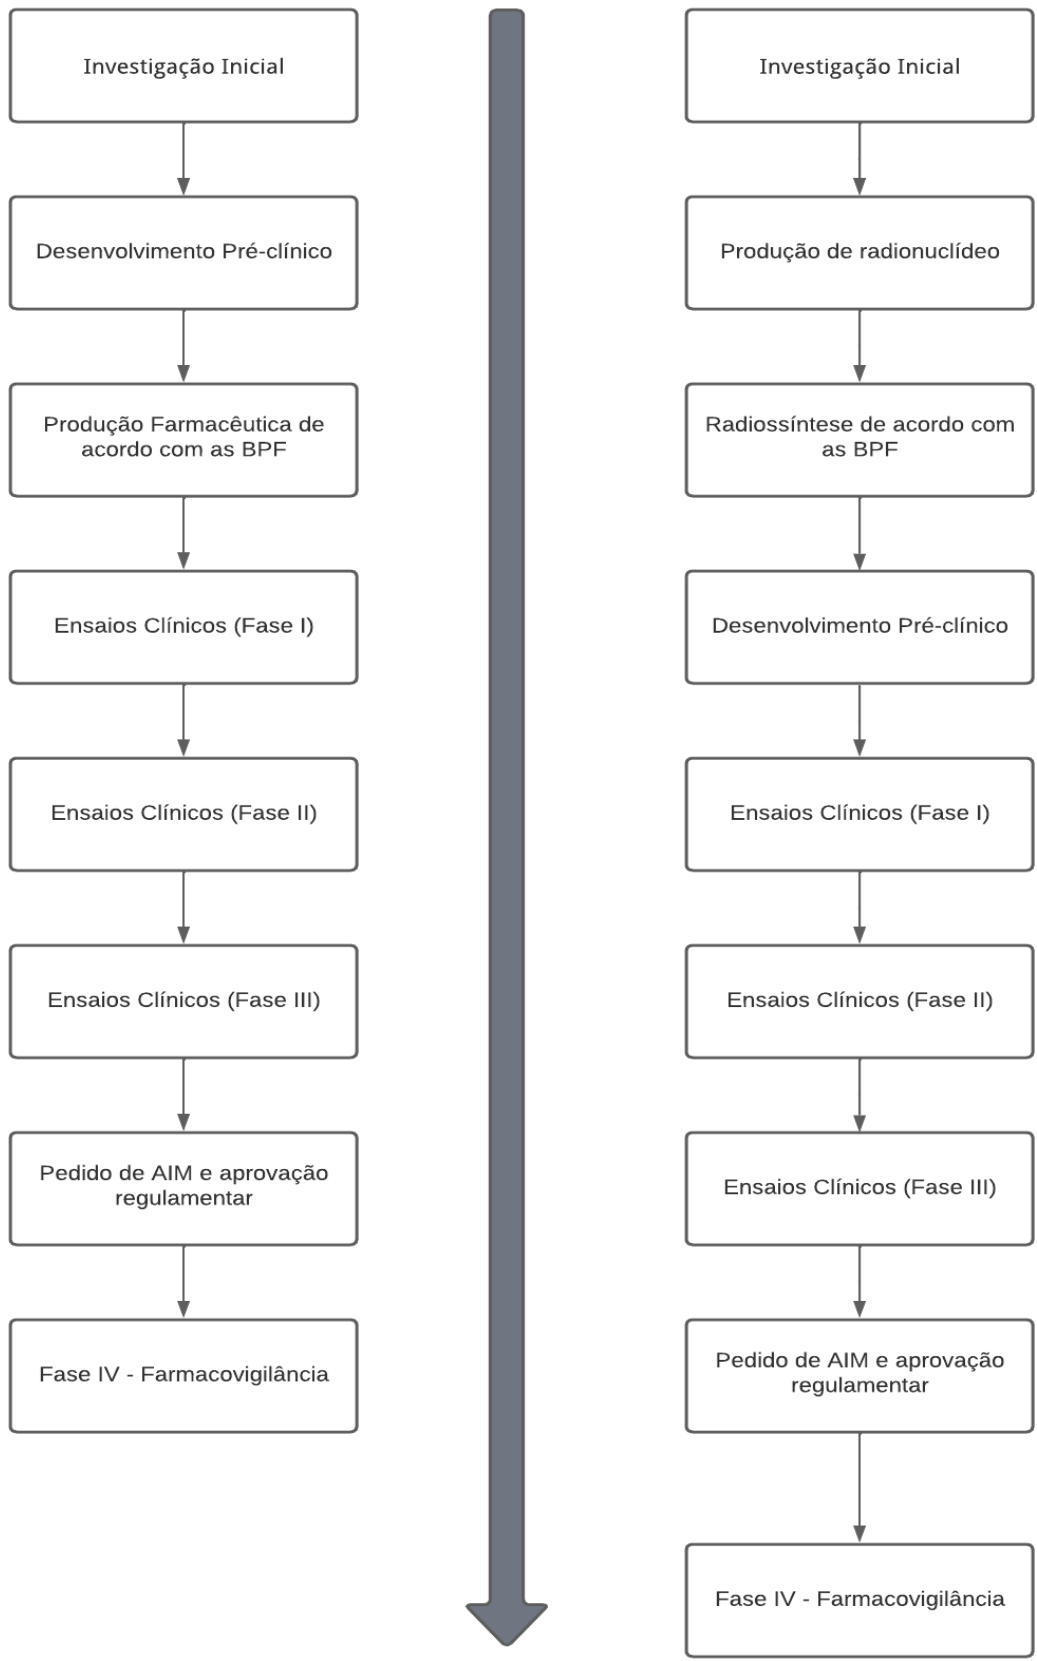 Investigação Inicial
Desenvolvimento Pré-clínico
Produção Farmacêutica de
acordo com as BPF
Ensaios Clínicos (Fase I)
Ensaios Clínicos (Fase II)
Ensaios Clínicos (Fase III)
Pedido de AIM e aprovação
regulamentar
Fase IV - Farmacovigilância
Investigação Inicial
Produção de radionuclídeo
Radiossíntese de acordo com
as BPF
Desenvolvimento Pré-clínico
Ensaios Clínicos (Fase I)
Ensaios Clínicos (Fase II)
Ensaios Clínicos (Fase III)
Pedido de AIM e aprovação
regulamentar
Fase IV - Farmacovigilância